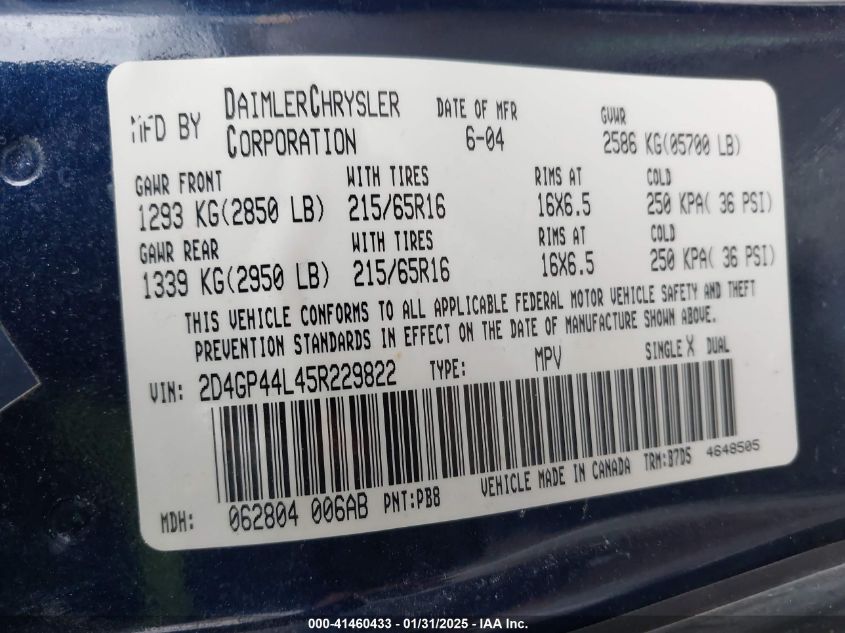 MFD BY DAIMLERCHRYSLER CORPORATION DATE OF MFR 6-04 GVWR 2586 KG(05700 LB)
GAWR FRONT WITH TIRES RIMS AT COLD
1293 KG(2850 LB) 215/65R16 16X6.5 250 KPA( 36 PSI)
GAWR REAR WITH TIRES RIMS AT COLD
1339 KG(2950 LB) 215/65R16 16X6.5 250 KPA( 36 PSI)
THIS VEHICLE CONFORMS TO ALL APPLICABLE FEDERAL MOTOR VEHICLE SAFETY AND THEFT
PREVENTION STANDARDS IN EFFECT ON THE DATE OF MANUFACTURE SHOWN ABOVE.
VIN: 2D4GP44L45R229822 TYPE: MPV SINGLE X DUAL
MDH: 062804 006AB PNT:PB8 VEHICLE MADE IN CANADA TRM:B7D5 4648505
000-41460433 - 01/31/2025 - IAA Inc.